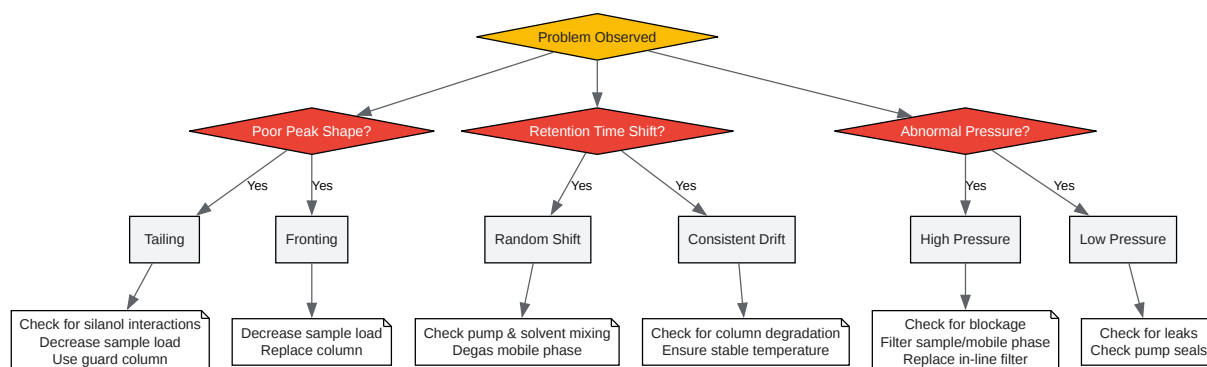 Problem Observed
Poor Peak Shape?
Retention Time Shift?
Abnormal Pressure?
Yes
Yes
Yes
Yes
Yes
Yes
Tailing
Fronting
Random Shift
Consistent Drift
High Pressure
Low Pressure
Check for silanol interactions
Decrease sample load
Use guard column
Decrease sample load
Replace column
Check pump & solvent mixing
Degas mobile phase
Check for column degradation
Ensure stable temperature
Check for blockage
Filter sample/mobile phase
Replace in-line filter
Check for leaks
Check pump seals